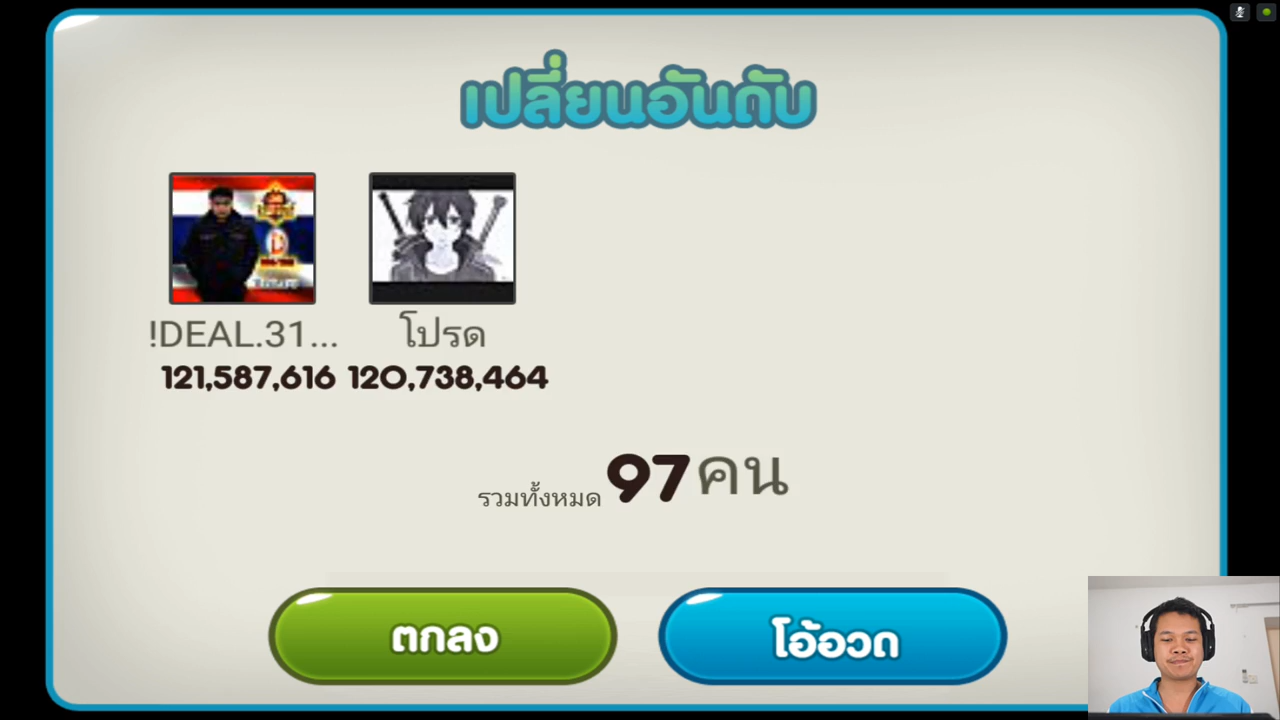 เปลี่ยนอันดับ
!DEAL.31... โปรด
121,587,616 120,738,464
รวมทั้งหมด 97 คน
ตกลง โอ้อวด